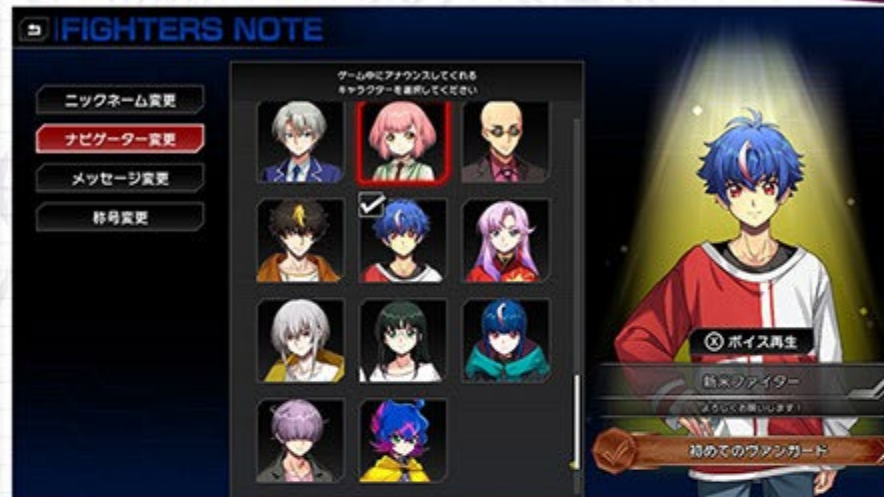 FIGHTERS NOTE
ニックネーム変更
ナビゲーター変更
メッセージ変更
称号変更
ゲーム中にアナウンスしてくれる
キャラクターを選択してください
Ⓧ ボイス再生
新米ファイター
よろしくお願いします!
初めてのヴァンガード